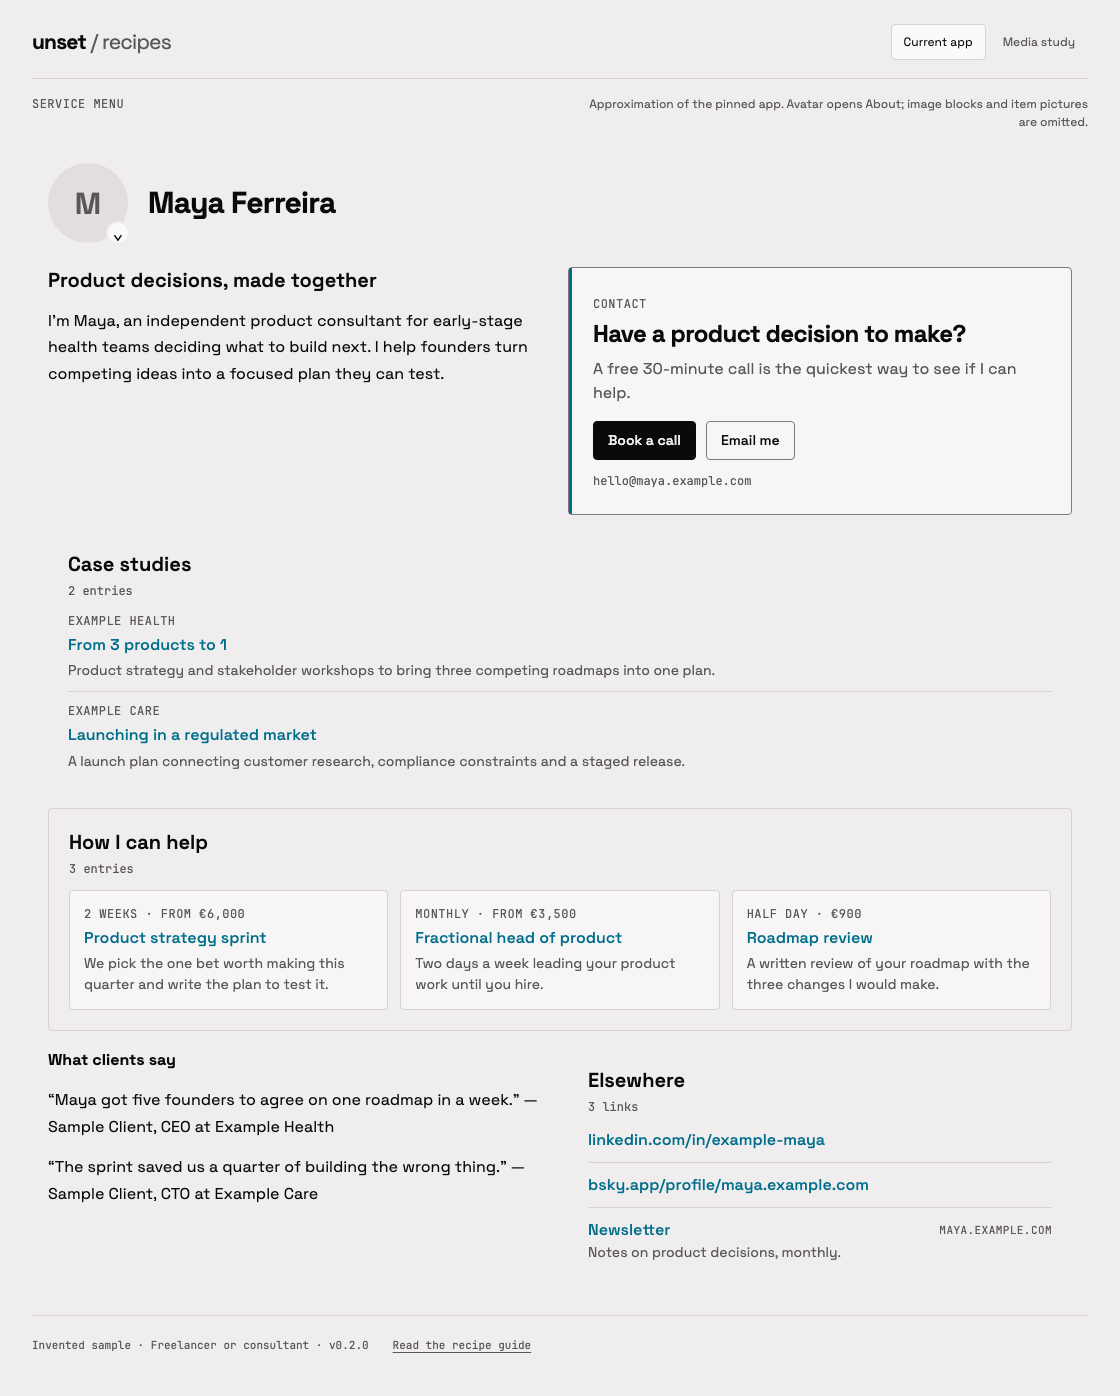 unset / recipes
Current app
Media study
SERVICE MENU
Approximation of the pinned app. Avatar opens About; image blocks and item pictures
are omitted.
M
Maya Ferreira
Product decisions, made together
I'm Maya, an independent product consultant for early-stage
health teams deciding what to build next. I help founders turn
competing ideas into a focused plan they can test.
CONTACT
Have a product decision to make?
A free 30-minute call is the quickest way to see if I can
help.
Book a call
Email me
hello@maya.example.com
Case studies
2 entries
EXAMPLE HEALTH
From 3 products to 1
Product strategy and stakeholder workshops to bring three competing roadmaps into one plan.
EXAMPLE CARE
Launching in a regulated market
A launch plan connecting customer research, compliance constraints and a staged release.
How I can help
3 entries
2 WEEKS · FROM €6,000
Product strategy sprint
We pick the one bet worth making this
quarter and write the plan to test it.
MONTHLY · FROM €3,500
Fractional head of product
Two days a week leading your product
work until you hire.
HALF DAY · €900
Roadmap review
A written review of your roadmap with the
three changes I would make.
What clients say
“Maya got five founders to agree on one roadmap in a week.” —
Sample Client, CEO at Example Health
“The sprint saved us a quarter of building the wrong thing.” —
Sample Client, CTO at Example Care
Elsewhere
3 links
linkedin.com/in/example-maya
bsky.app/profile/maya.example.com
Newsletter
MAYA.EXAMPLE.COM
Notes on product decisions, monthly.
Invented sample · Freelancer or consultant · v0.2.0
Read the recipe guide